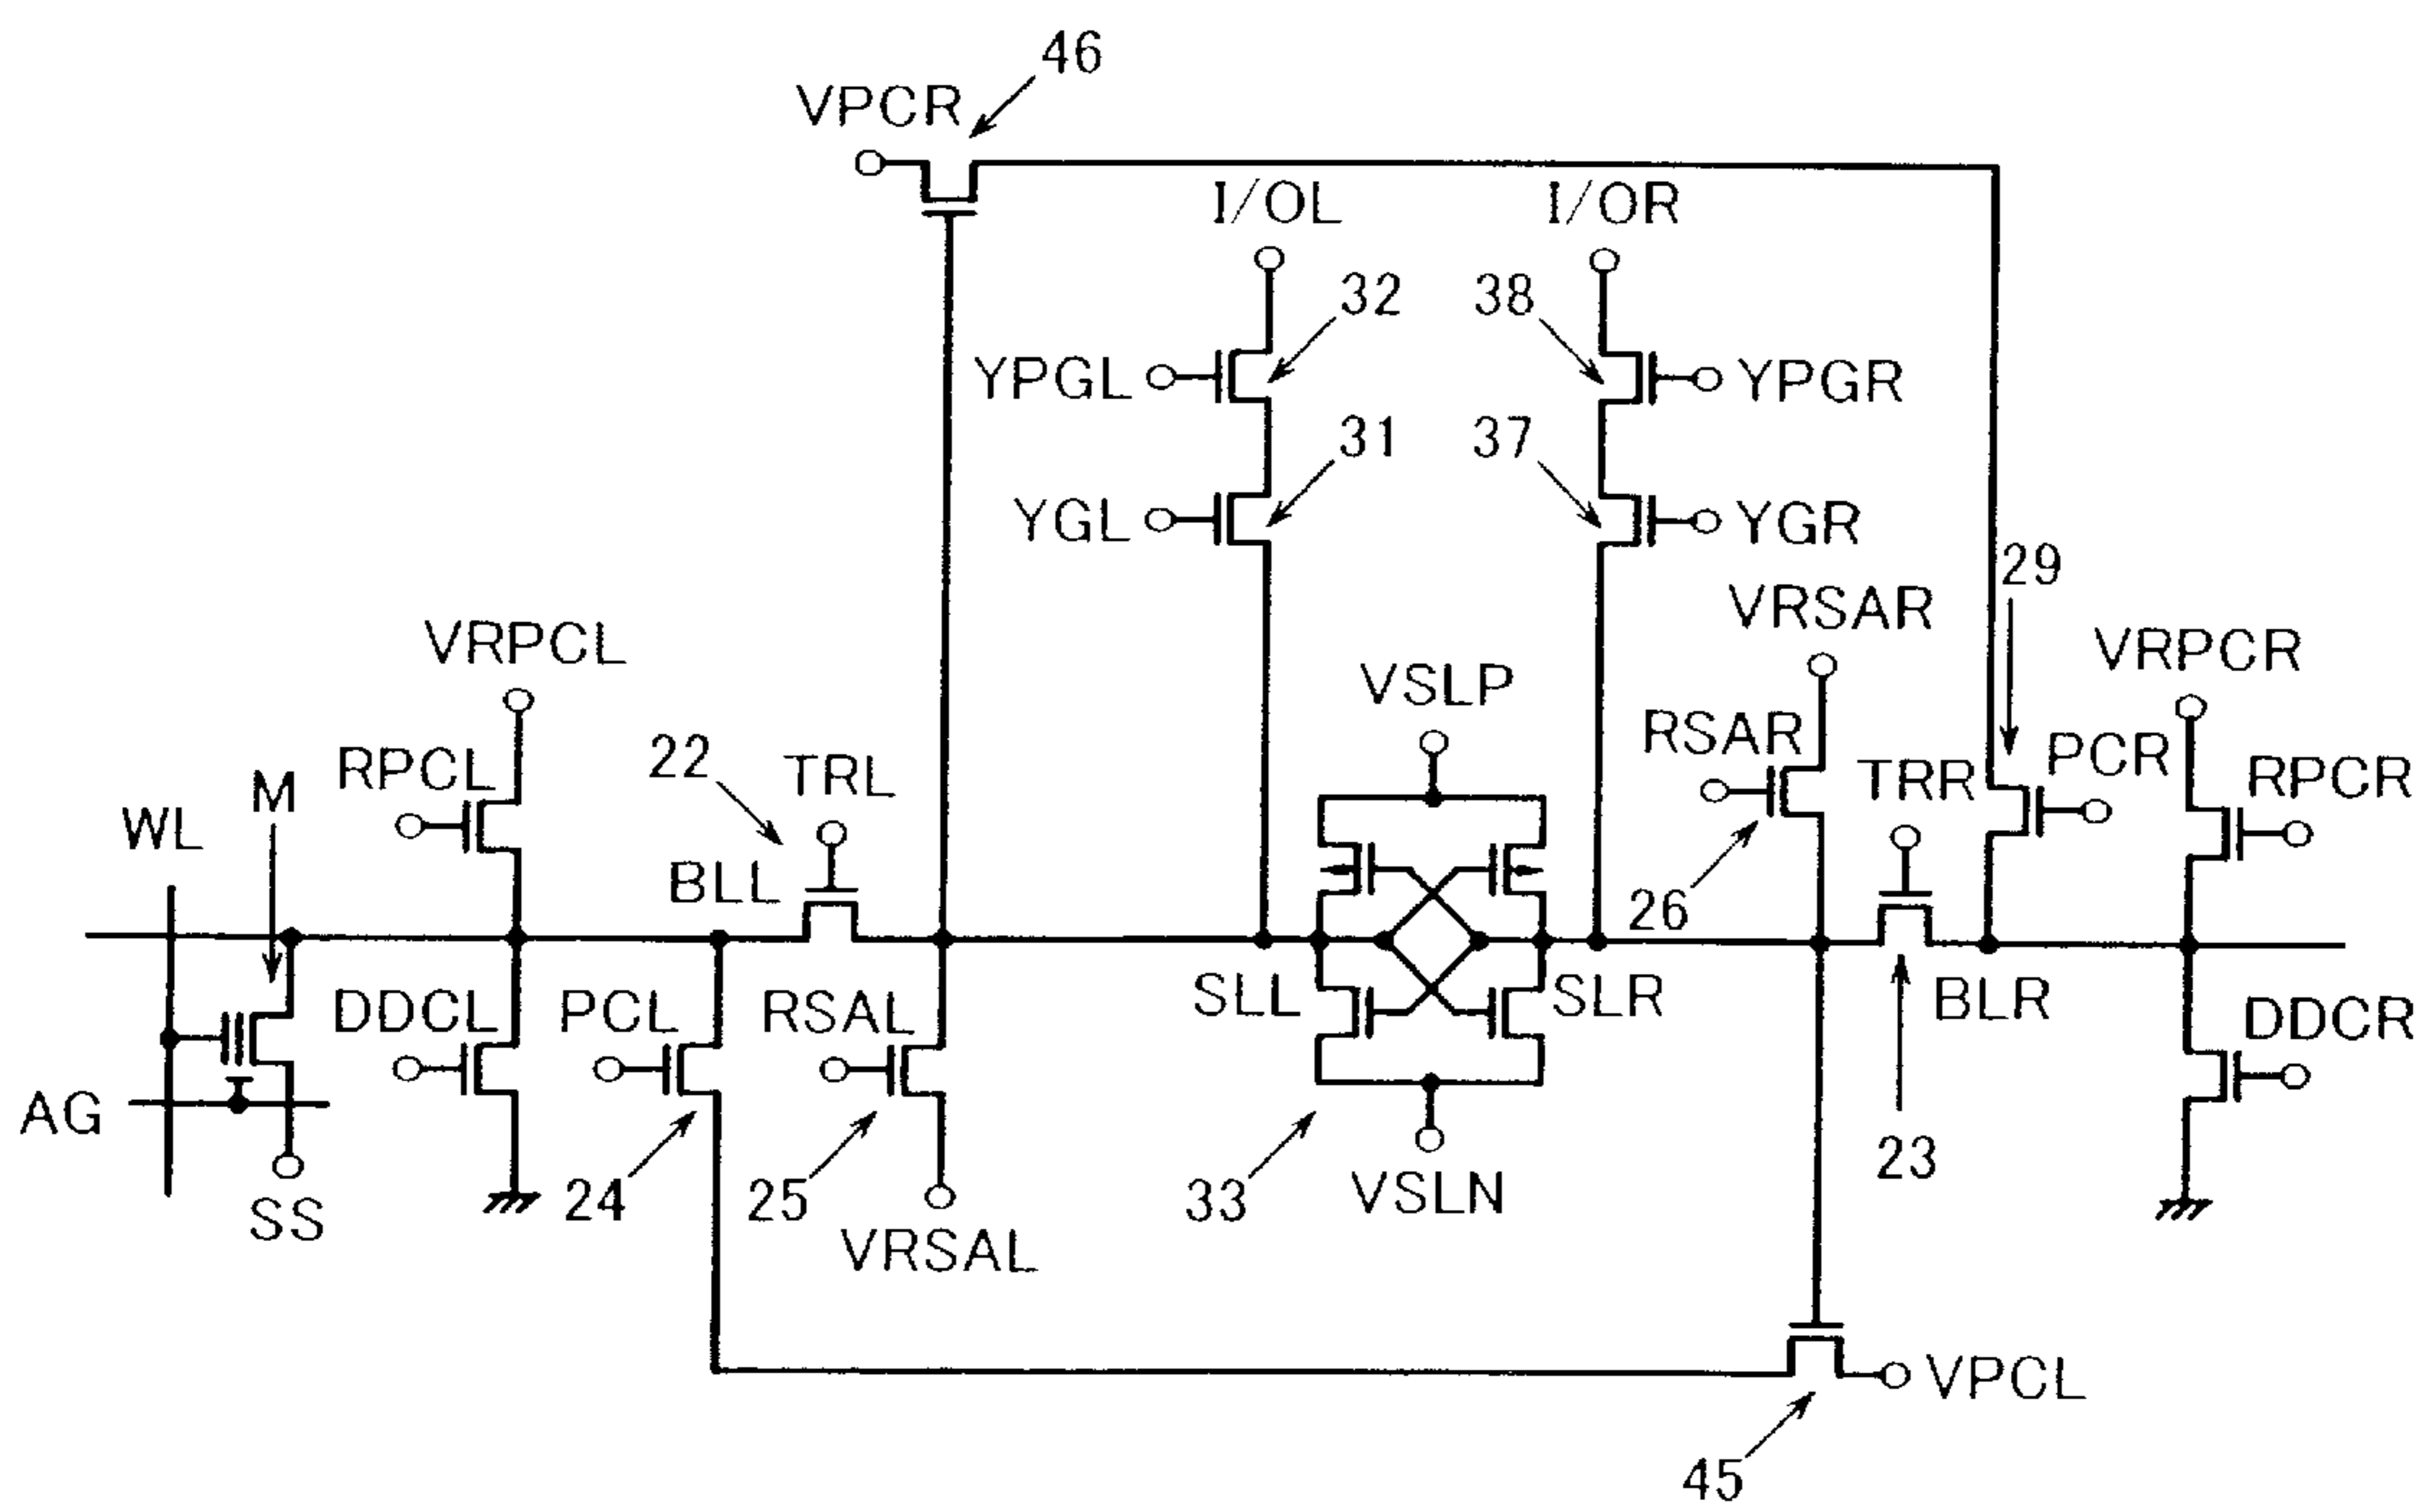 46
VPCR
I/OL
I/OR
32
38
YPGL
YPGR
31
37
YGL
YGR
29
VRSAR
VRPCL
VRPCR
VSLP
RSAR
22
TRL
RPCL
PCR
M
TRR
RPCR
WL
BLL
26
DDCL
PCL
RSAL
SLL
SLR
BLR
DDCR
AG
23
24
25
33
VSLN
SS
VRSAL
VPCL
45